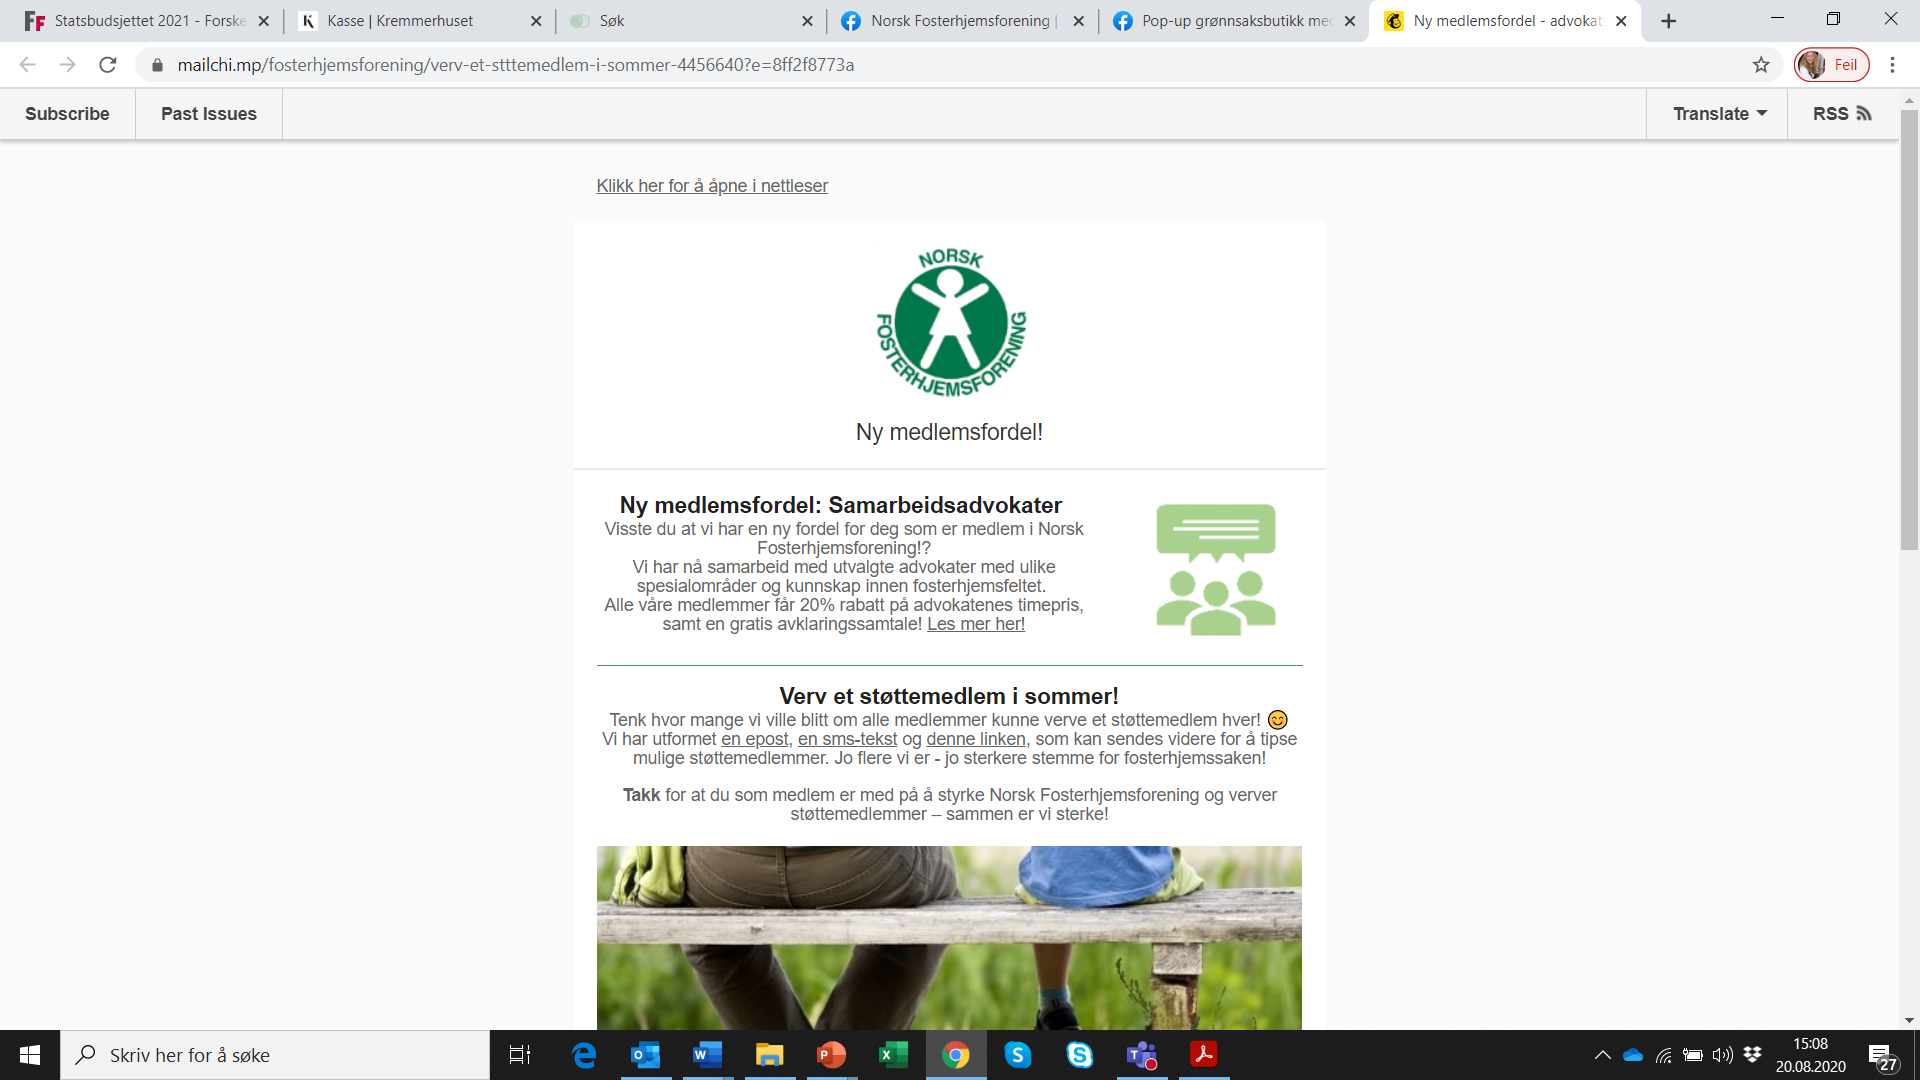 Statsbudsjettet 2021 - Forske
Kasse | Kremmerhuset
Søk
Norsk Fosterhjemsforening |
Pop-up grønnsaksbutikk med
Ny medlemsfordel - advokat
mailchi.mp/fosterhjemsforening/verv-et-stttemedlem-i-sommer-4456640?e=8ff2f8773a
Feil
Subscribe
Past Issues
Translate
RSS
Klikk her for å åpne i nettleser
NORSK
FOSTERHJEMSFORENING
Ny medlemsfordel!
Ny medlemsfordel: Samarbeidsadvokater
Visste du at vi har en ny fordel for deg som er medlem i Norsk
Fosterhjemsforening!?
Vi har nå samarbeid med utvalgte advokater med ulike
spesialområder og kunnskap innen fosterhjemsfeltet.
Alle våre medlemmer får 20% rabatt på advokatenes timepris,
samt en gratis avklaringssamtale! Les mer her!
Verv et støttemedlem i sommer!
Tenk hvor mange vi ville blitt om alle medlemmer kunne verve et støttemedlem hver! 😊
Vi har utformet en epost, en sms-tekst og denne linken, som kan sendes videre for å tipse
mulige støttemedlemmer. Jo flere vi er - jo sterkere stemme for fosterhjemssaken!
Takk for at du som medlem er med på å styrke Norsk Fosterhjemsforening og verver
støttemedlemmer – sammen er vi sterke!
Skriv her for å søke
15:08
20.08.2020
27